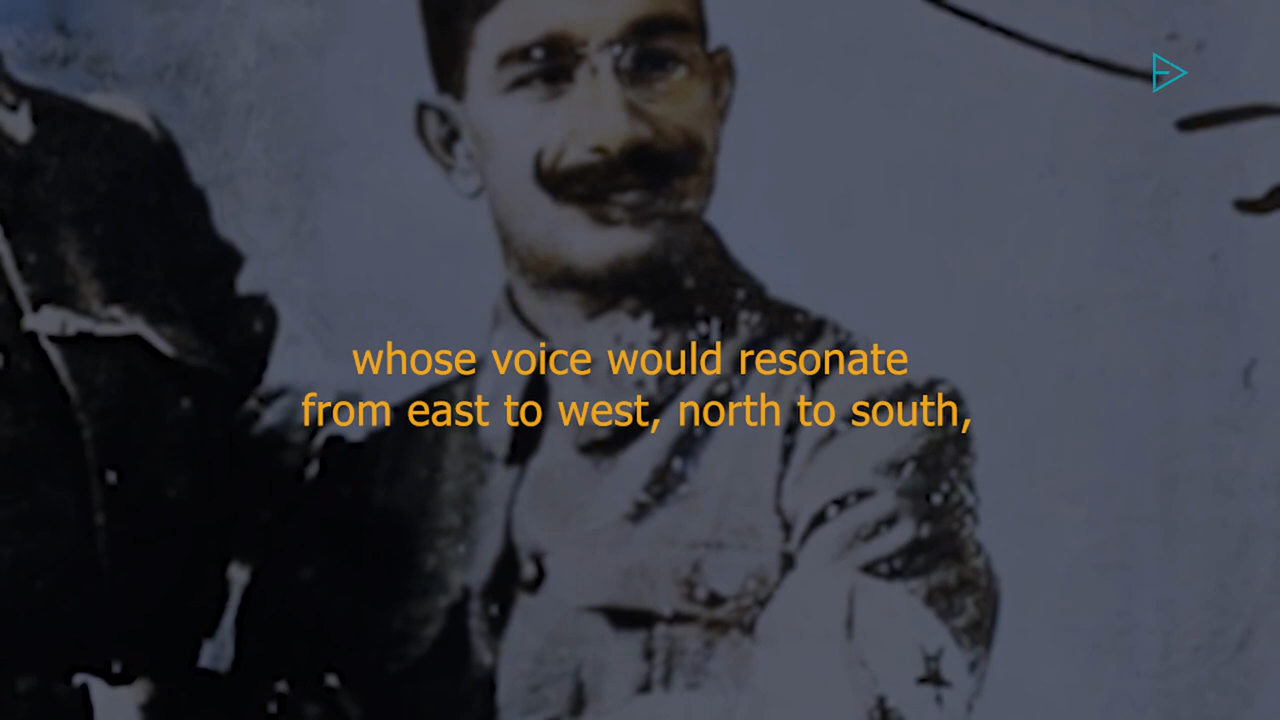 whose voice would resonate
from east to west, north to south,